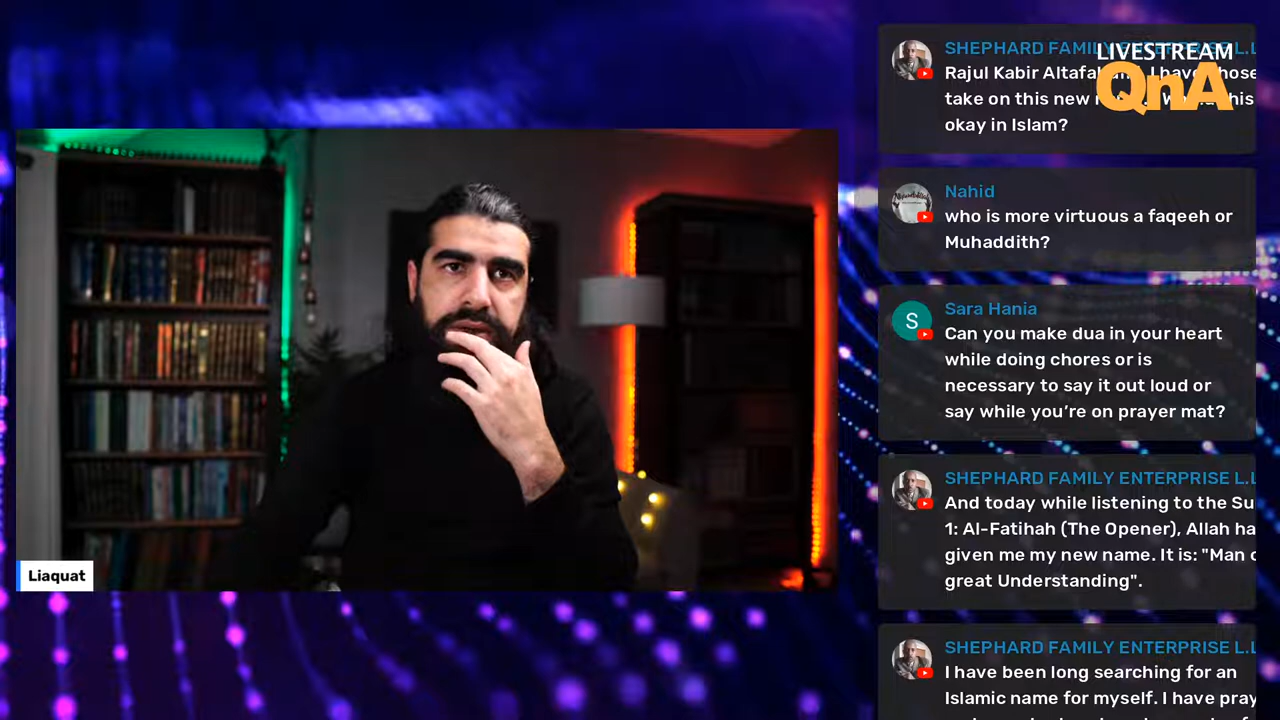 Liaquat
LIVESTREAM
QnA
SHEPHARD FAMILY
Rajul Kabir
take on this new
okay in Islam?
Nahid
who is more virtuous a faqeeh or
Muhaddith?
S
Sara Hania
Can you make dua in your heart
while doing chores or is
necessary to say it out loud or
say while you’re on prayer mat?
SHEPHARD FAMILY ENTERPRISE L.L
And today while listening to the Su
1: Al-Fatihah (The Opener), Allah ha
given me my new name. It is: "Man
great Understanding".
SHEPHARD FAMILY ENTERPRISE L.L
I have been long searching for an
Islamic name for myself. I have pray